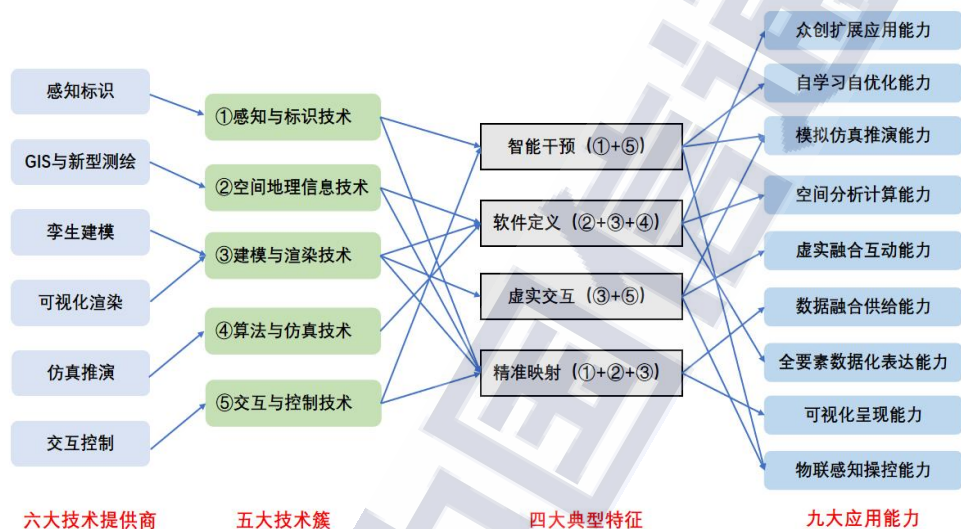 感知标识
GIS与新型测绘
孪生建模
可视化渲染
仿真推演
交互控制
六大技术提供商
①感知与标识技术
②空间地理信息技术
③建模与渲染技术
④算法与仿真技术
⑤交互与控制技术
五大技术簇
智能干预（①+⑤）
软件定义（②+③+④）
虚实交互（③+⑤）
精准映射（①+②+③）
四大典型特征
众创扩展应用能力
自学习自优化能力
模拟仿真推演能力
空间分析计算能力
虚实融合互动能力
数据融合供给能力
全要素数据化表达能力
可视化呈现能力
物联感知操控能力
九大应用能力